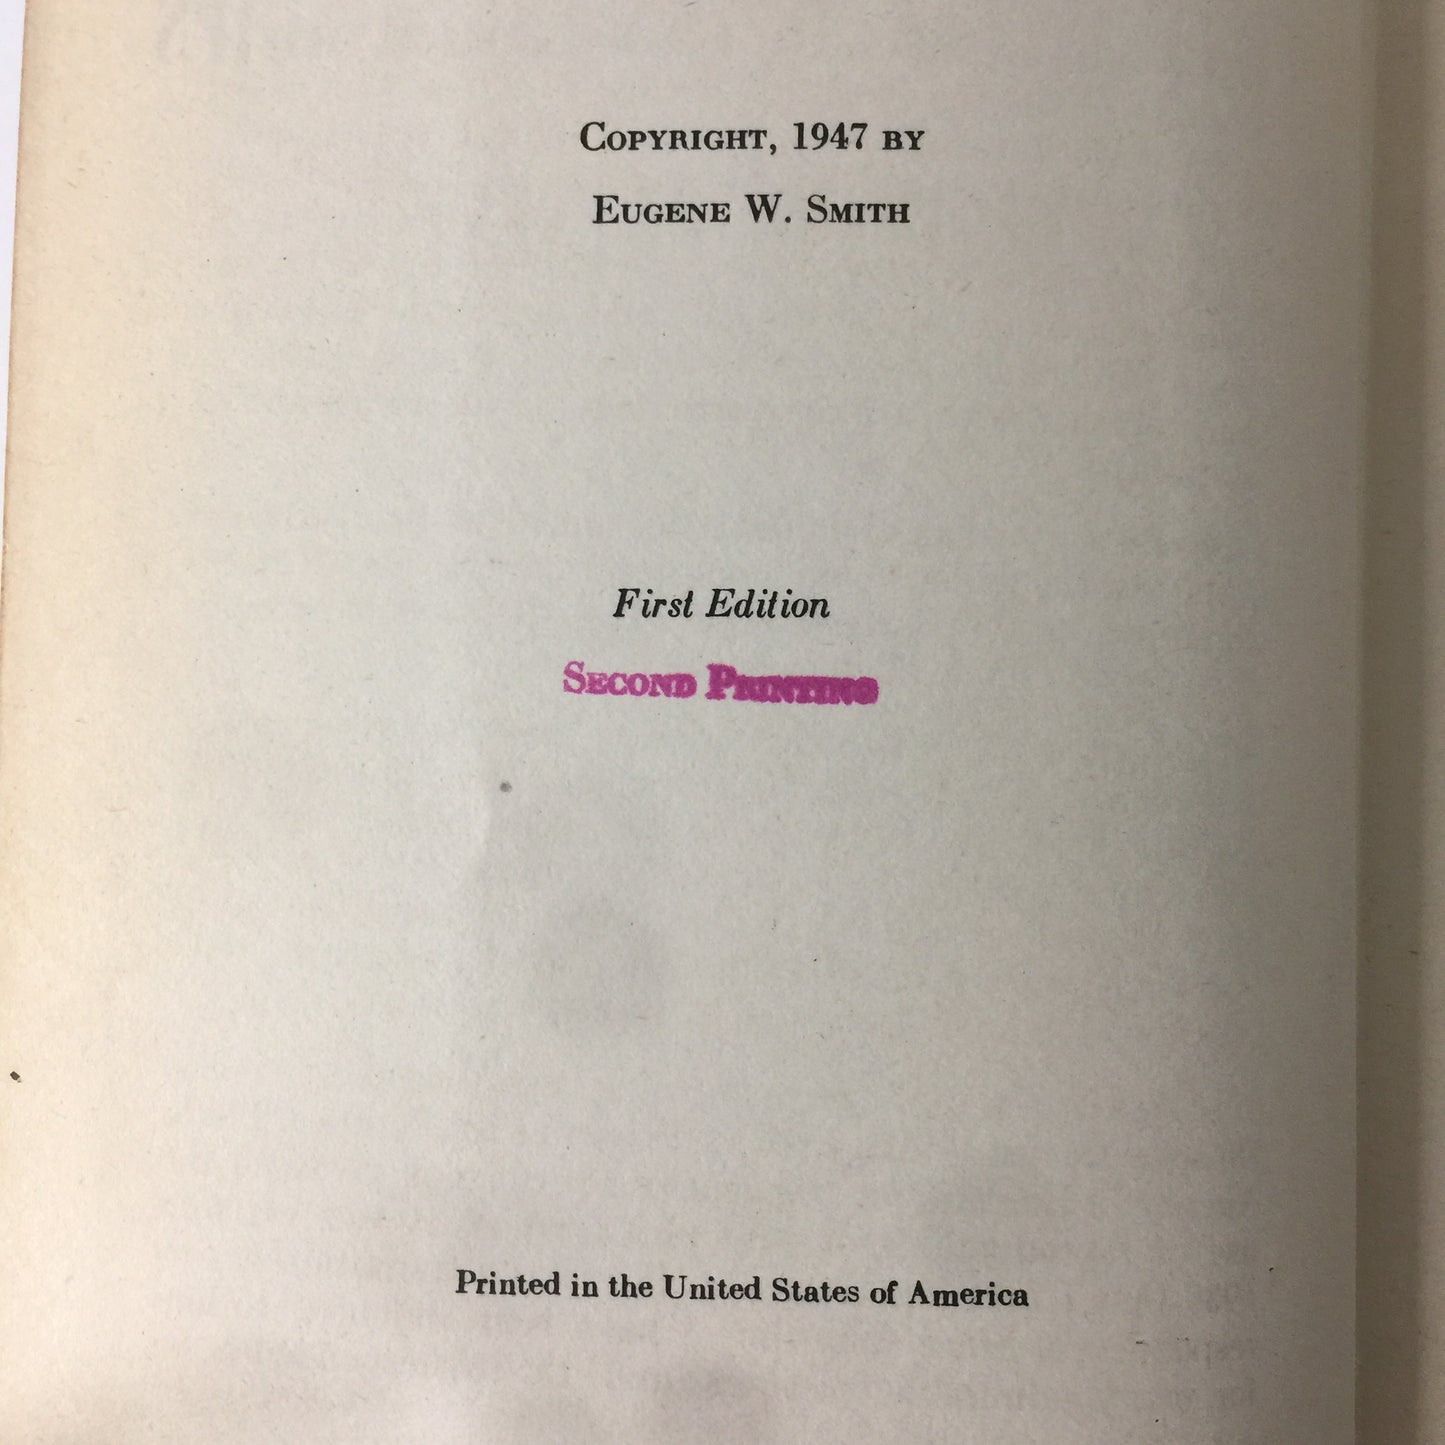 Copyright, 1947 by
Eugene W. Smith
First Edition
Second Printing
Printed in the United States of America